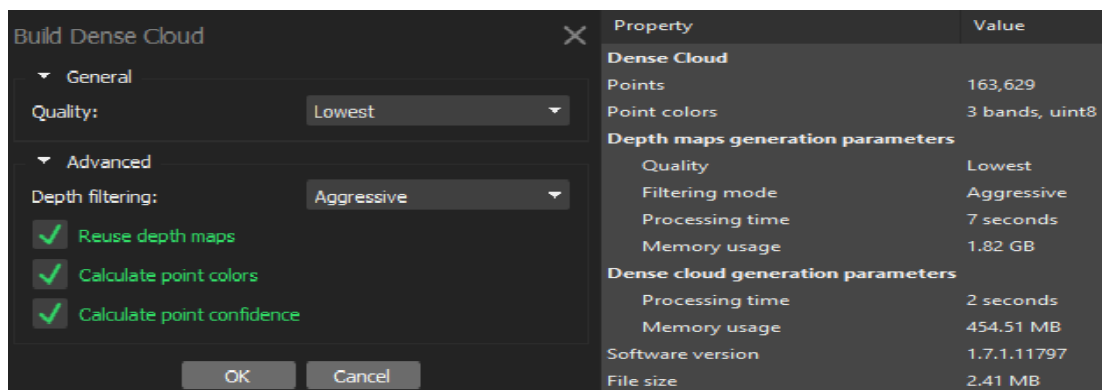 Build Dense Cloud
General
Quality: Lowest
Advanced
Depth filtering: Aggressive
Reuse depth maps
Calculate point colors
Calculate point confidence
OK Cancel
Property Value
Dense Cloud
Points 163,629
Point colors 3 bands, uint8
Depth maps generation parameters
Quality Lowest
Filtering mode Aggressive
Processing time 7 seconds
Memory usage 1.82 GB
Dense cloud generation parameters
Processing time 2 seconds
Memory usage 454.51 MB
Software version 1.7.1.11797
File size 2.41 MB